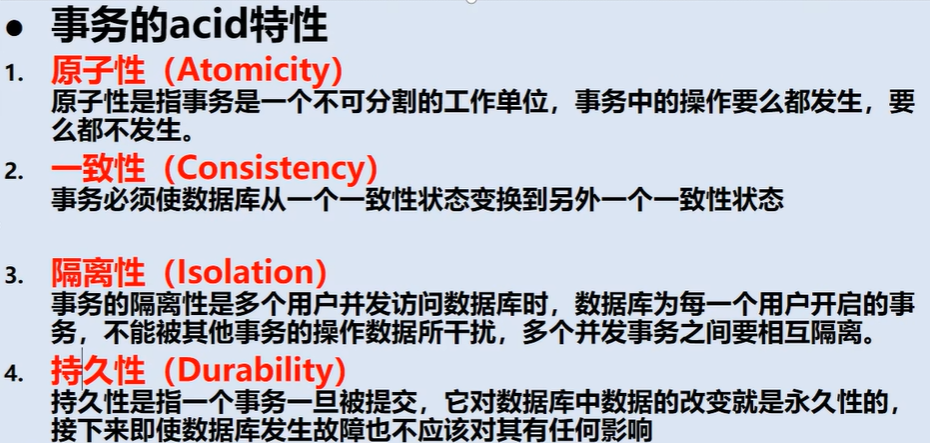 ● 事务的acid特性
1. 原子性（Atomicity）
原子性是指事务是一个不可分割的工作单位，事务中的操作要么都发生，要
么都不发生。
2. 一致性（Consistency）
事务必须使数据库从一个一致性状态变换到另外一个一致性状态
3. 隔离性（Isolation）
事务的隔离性是多个用户并发访问数据库时，数据库为每一个用户开启的事
务，不能被其他事务的操作数据所干扰，多个并发事务之间要相互隔离。
4. 持久性（Durability）
持久性是指一个事务一旦被提交，它对数据库中数据的改变就是永久性的，
接下来即使数据库发生故障也不应该对其有任何影响